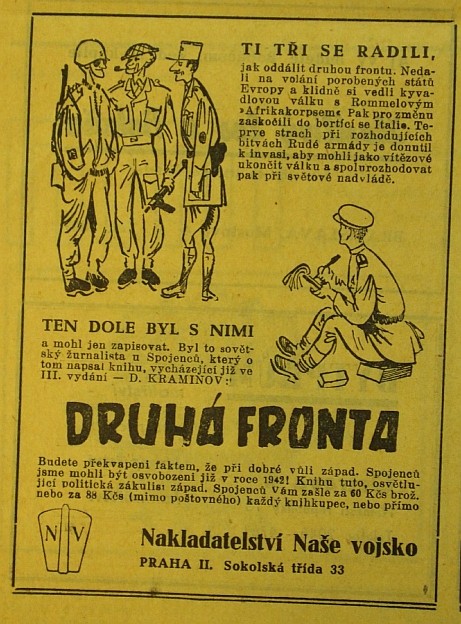 TI TŘI SE RADILI,
jak oddálit druhou frontu. Neda-
li na volání porobených států
Evropy a klidně si vedli kyva-
dlovou válku s Rommelovým
»Afrikakorpsem« Pak pro změnu
zaskočili do bortící se Italie. Te-
prve strach při rozhodujících
bitvách Rudé armády je donutil
k invasi, aby mohli jako vítězové
ukončit válku a spolurozhodovat
pak při světové nadvládě.
TEN DOLE BYL S NIMI
a mohl jen zapisovat. Byl to sovět-
ský žurnalista u Spojenců, který o
tom napsal knihu, vycházející již ve
III. vydání — D. KRAMINOV:
DRUHÁ FRONTA
Budete překvapeni faktem, že při dobré vůli západ. Spojenců
jsme mohli být osvobozeni již v roce 1942! Knihu tuto, osvětlu-
jící politická zákulisí západ. Spojenců Vám zašle za 60 Kčs brož.
nebo za 88 Kčs (mimo poštovného) každý knihkupec, nebo přímo
N V
Nakladatelství Naše vojsko
PRAHA II. Sokolská třída 33